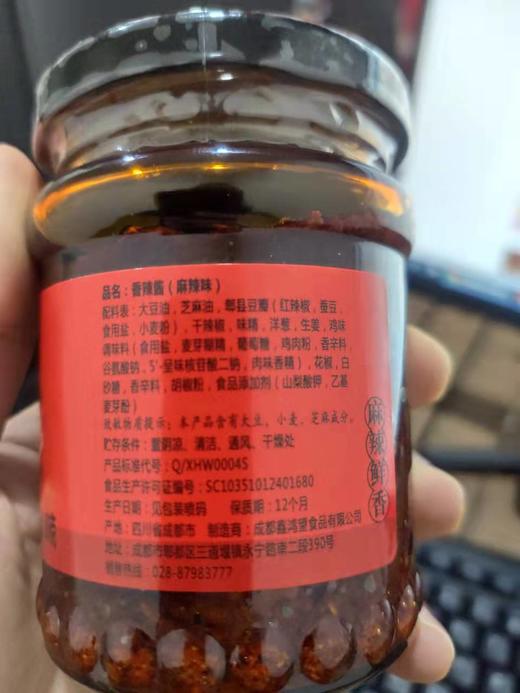 品名：香辣酱（麻辣味）
配料表：大豆油，芝麻油，郫县豆瓣（红辣椒，蚕豆，
食用盐，小麦粉），干辣椒，味精，洋葱，生姜，鸡味
调味料（食用盐，麦芽糊精，葡萄糖，鸡肉粉，香辛料
谷氨酸钠，5'-呈味核苷酸二钠，肉味香精），花椒，白
砂糖，香辛料，胡椒粉，食品添加剂（山梨酸钾，乙基
麦芽酚）
致敏物质提示：本产品含有大豆，小麦，芝麻成分。
贮存条件：置阴凉、清洁、通风、干燥处
产品标准代号：Q/XHW0004S
食品生产许可证编号：SC10351012401680
生产日期：见包装喷码 保质期：12个月
产地：四川省成都市 制造商：成都鑫鸿望食品有限公司
地址：成都市郫都区三道堰镇永宁路南二段390号
销售热线：028-87983777
麻辣鲜香